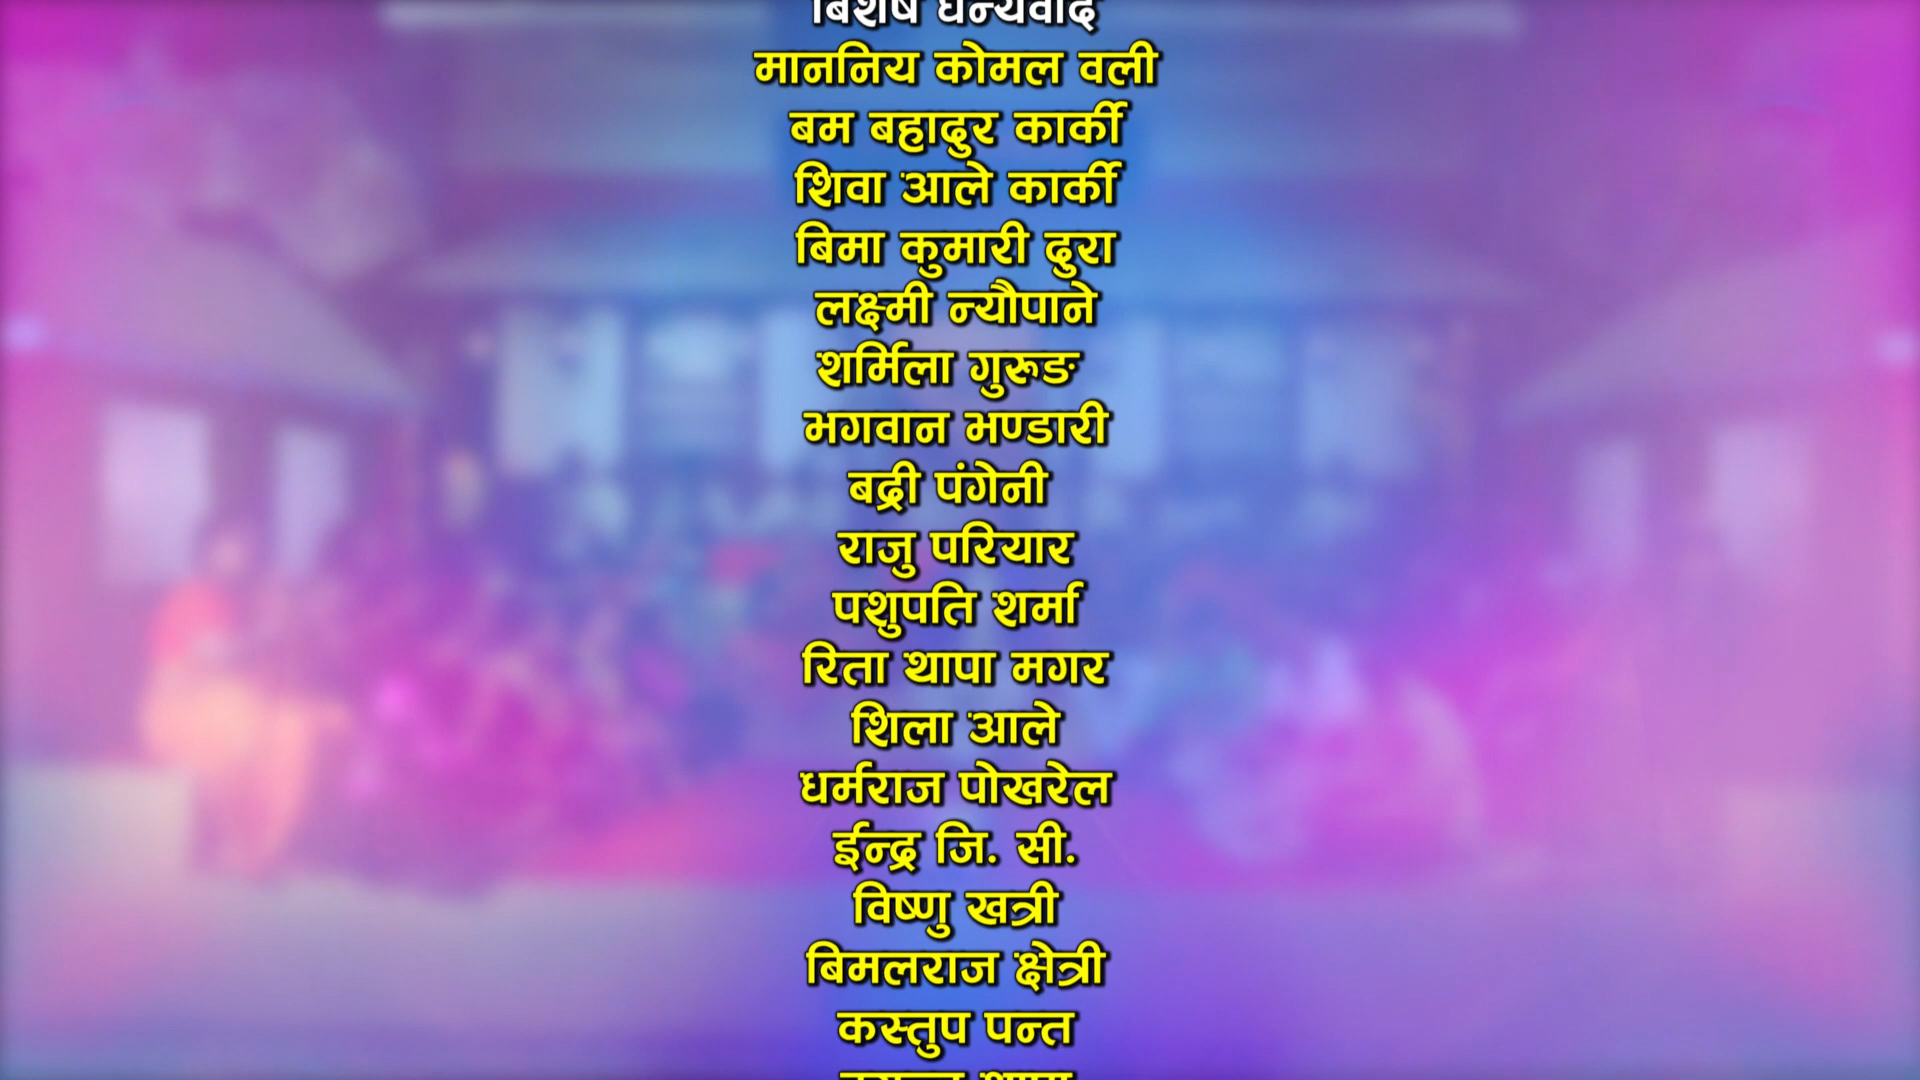 बिशेष धन्यवाद
माननिय कोमल वली
बम बहादुर कार्की
शिवा आले कार्की
बिमा कुमारी दुरा
लक्ष्मी न्यौपाने
शर्मिला गुरूङ
भगवान भण्डारी
बद्री पंगेनी
राजु परियार
पशुपति शर्मा
रिता थापा मगर
शिला आले
धर्मराज पोखरेल
ईन्द्र जि. सी.
विष्णु खत्री
बिमलराज क्षेत्री
कस्तुप पन्त